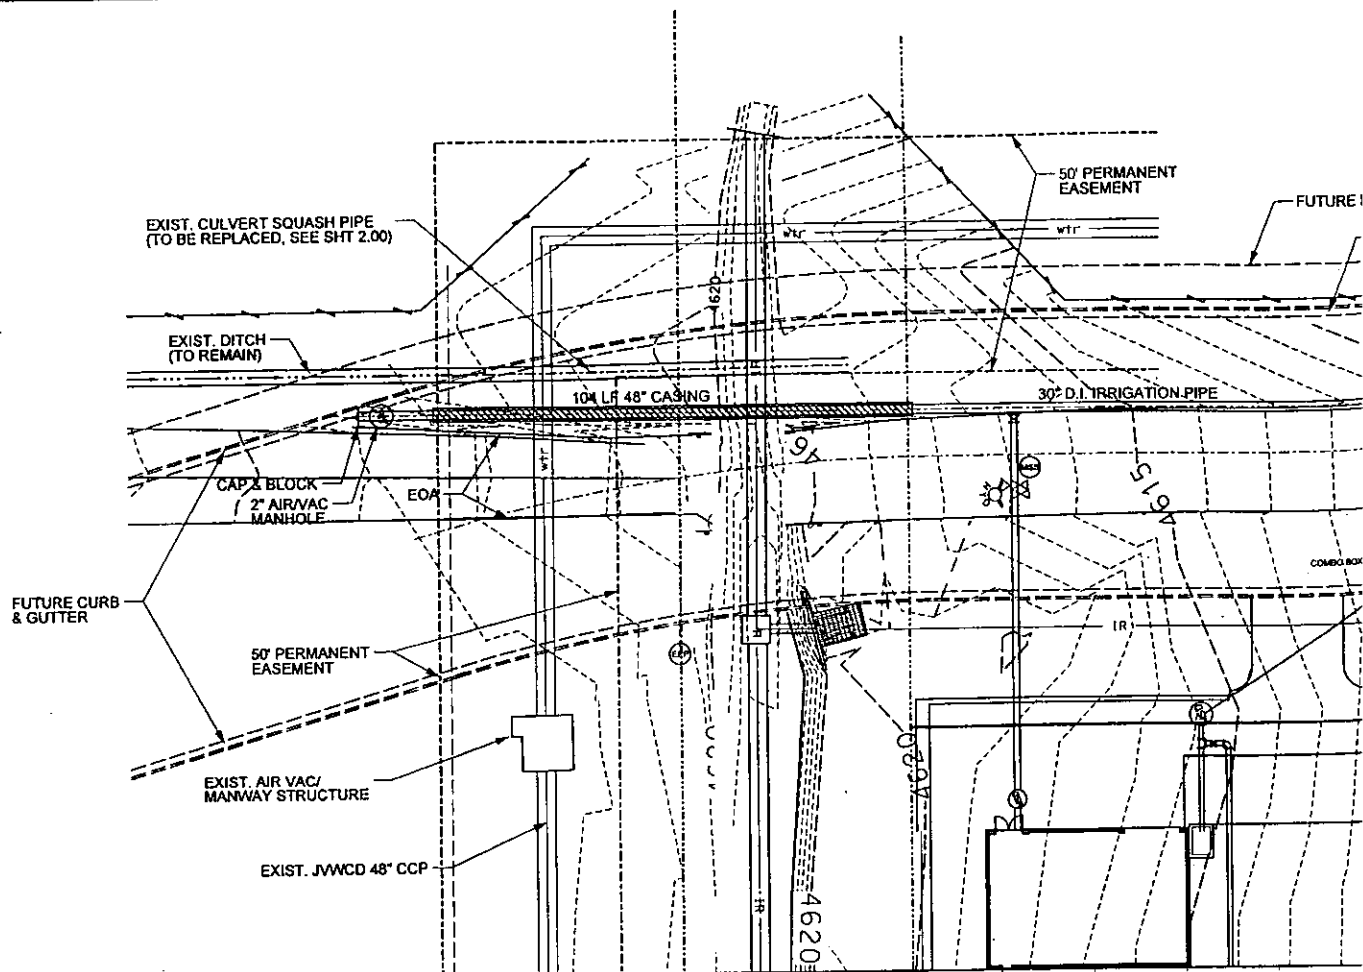 50' PERMANENT
EASEMENT
FUTURE
EXIST. CULVERT SQUASH PIPE
(TO BE REPLACED, SEE SHT 2.00)
wtr
wtr
4620
EXIST. DITCH
(TO REMAIN)
104 LF 48" CASING
30" D.I. IRRIGATION PIPE
46
4615
wtr
CAP & BLOCK
2" AIR/VAC
MANHOLE
EOA
COMBO BOX
FUTURE CURB
& GUTTER
IR
50' PERMANENT
EASEMENT
4620
EXIST. AIR VAC/
MANWAY STRUCTURE
EXIST. JVWCD 48" CCP
IR
4620